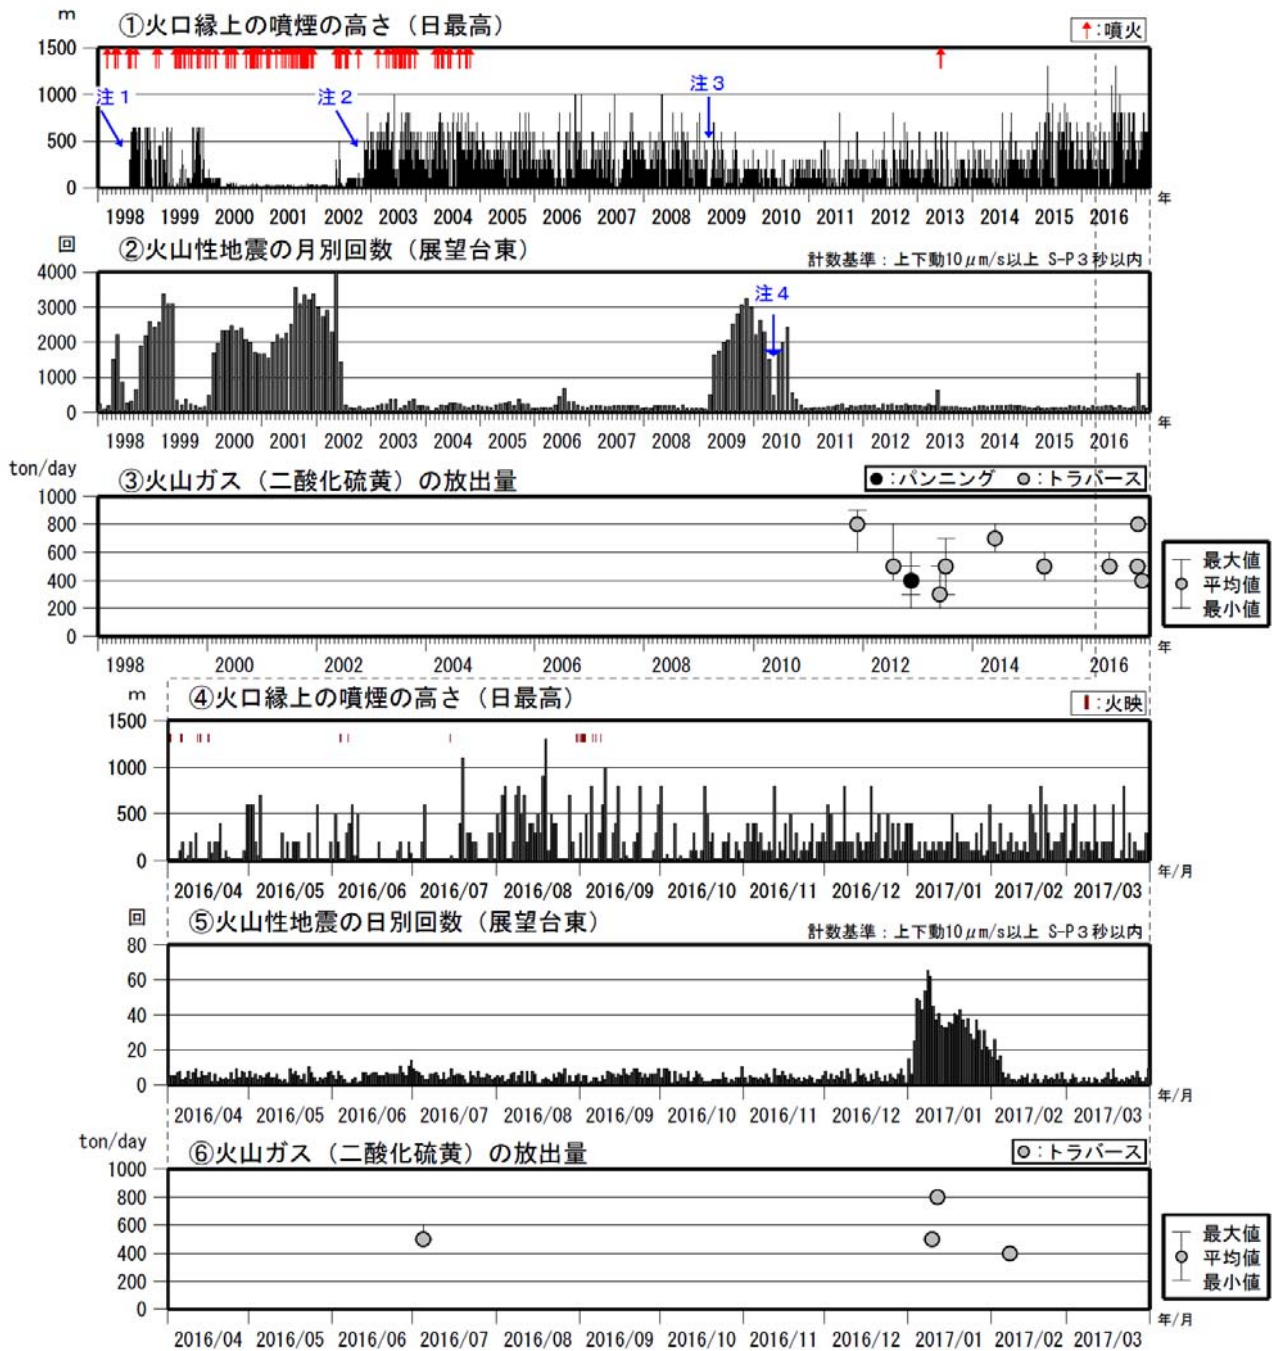 m ①火口縁上の噴煙の高さ（日最高） ↑:噴火
1500
1000
500
0
注１
注２
注３
1998 1999 2000 2001 2002 2003 2004 2005 2006 2007 2008 2009 2010 2011 2012 2013 2014 2015 2016 年
回 ②火山性地震の月別回数（展望台東） 計数基準：上下動10μm/s以上 S-P３秒以内
4000
3000
2000
1000
0
注４
1998 1999 2000 2001 2002 2003 2004 2005 2006 2007 2008 2009 2010 2011 2012 2013 2014 2015 2016 年
ton/day ③火山ガス（二酸化硫黄）の放出量 ●:パンニング ○:トラバース
1000
800
600
400
200
0
最大値
平均値
最小値
1998 2000 2002 2004 2006 2008 2010 2012 2014 2016 年
m ④火口縁上の噴煙の高さ（日最高） ┃:火映
1500
1000
500
0
2016/04 2016/05 2016/06 2016/07 2016/08 2016/09 2016/10 2016/11 2016/12 2017/01 2017/02 2017/03 年/月
回 ⑤火山性地震の日別回数（展望台東） 計数基準：上下動10μm/s以上 S-P３秒以内
80
60
40
20
0
2016/04 2016/05 2016/06 2016/07 2016/08 2016/09 2016/10 2016/11 2016/12 2017/01 2017/02 2017/03 年/月
ton/day ⑥火山ガス（二酸化硫黄）の放出量 ○:トラバース
1000
800
600
400
200
0
最大値
平均値
最小値
2016/04 2016/05 2016/06 2016/07 2016/08 2016/09 2016/10 2016/11 2016/12 2017/01 2017/02 2017/03 年/月